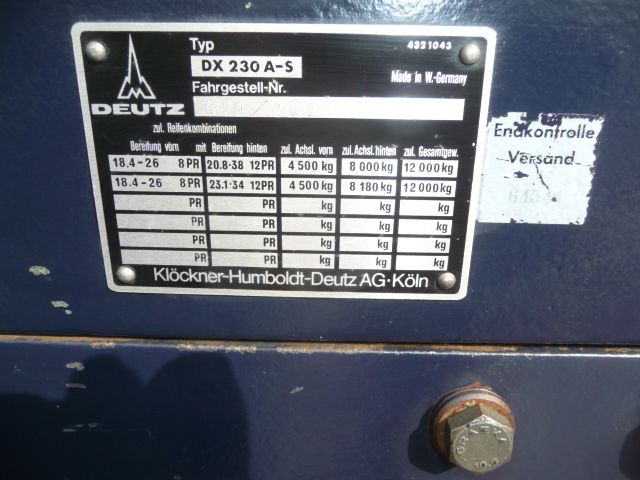 Typ
4321043
DX 230 A-S
Fahrgestell-Nr.
Made in W.-Germany
DEUTZ
zul. Reifenkombinationen
Bereifung vorn mit Bereifung hinten zul. Achsl. vorn zul. Achsl. hinten zul. Gesamtgew.
18.4-26 8PR 20.8-38 12PR 4 500 kg 8 000 kg 12 000 kg
18.4-26 8PR 23.1-34 12PR 4 500 kg 8 180 kg 12 000 kg
PR PR kg kg kg
PR PR kg kg kg
PR PR kg kg kg
PR PR kg kg kg
Klöckner-Humboldt-Deutz AG·Köln
Endkontrolle
Versand